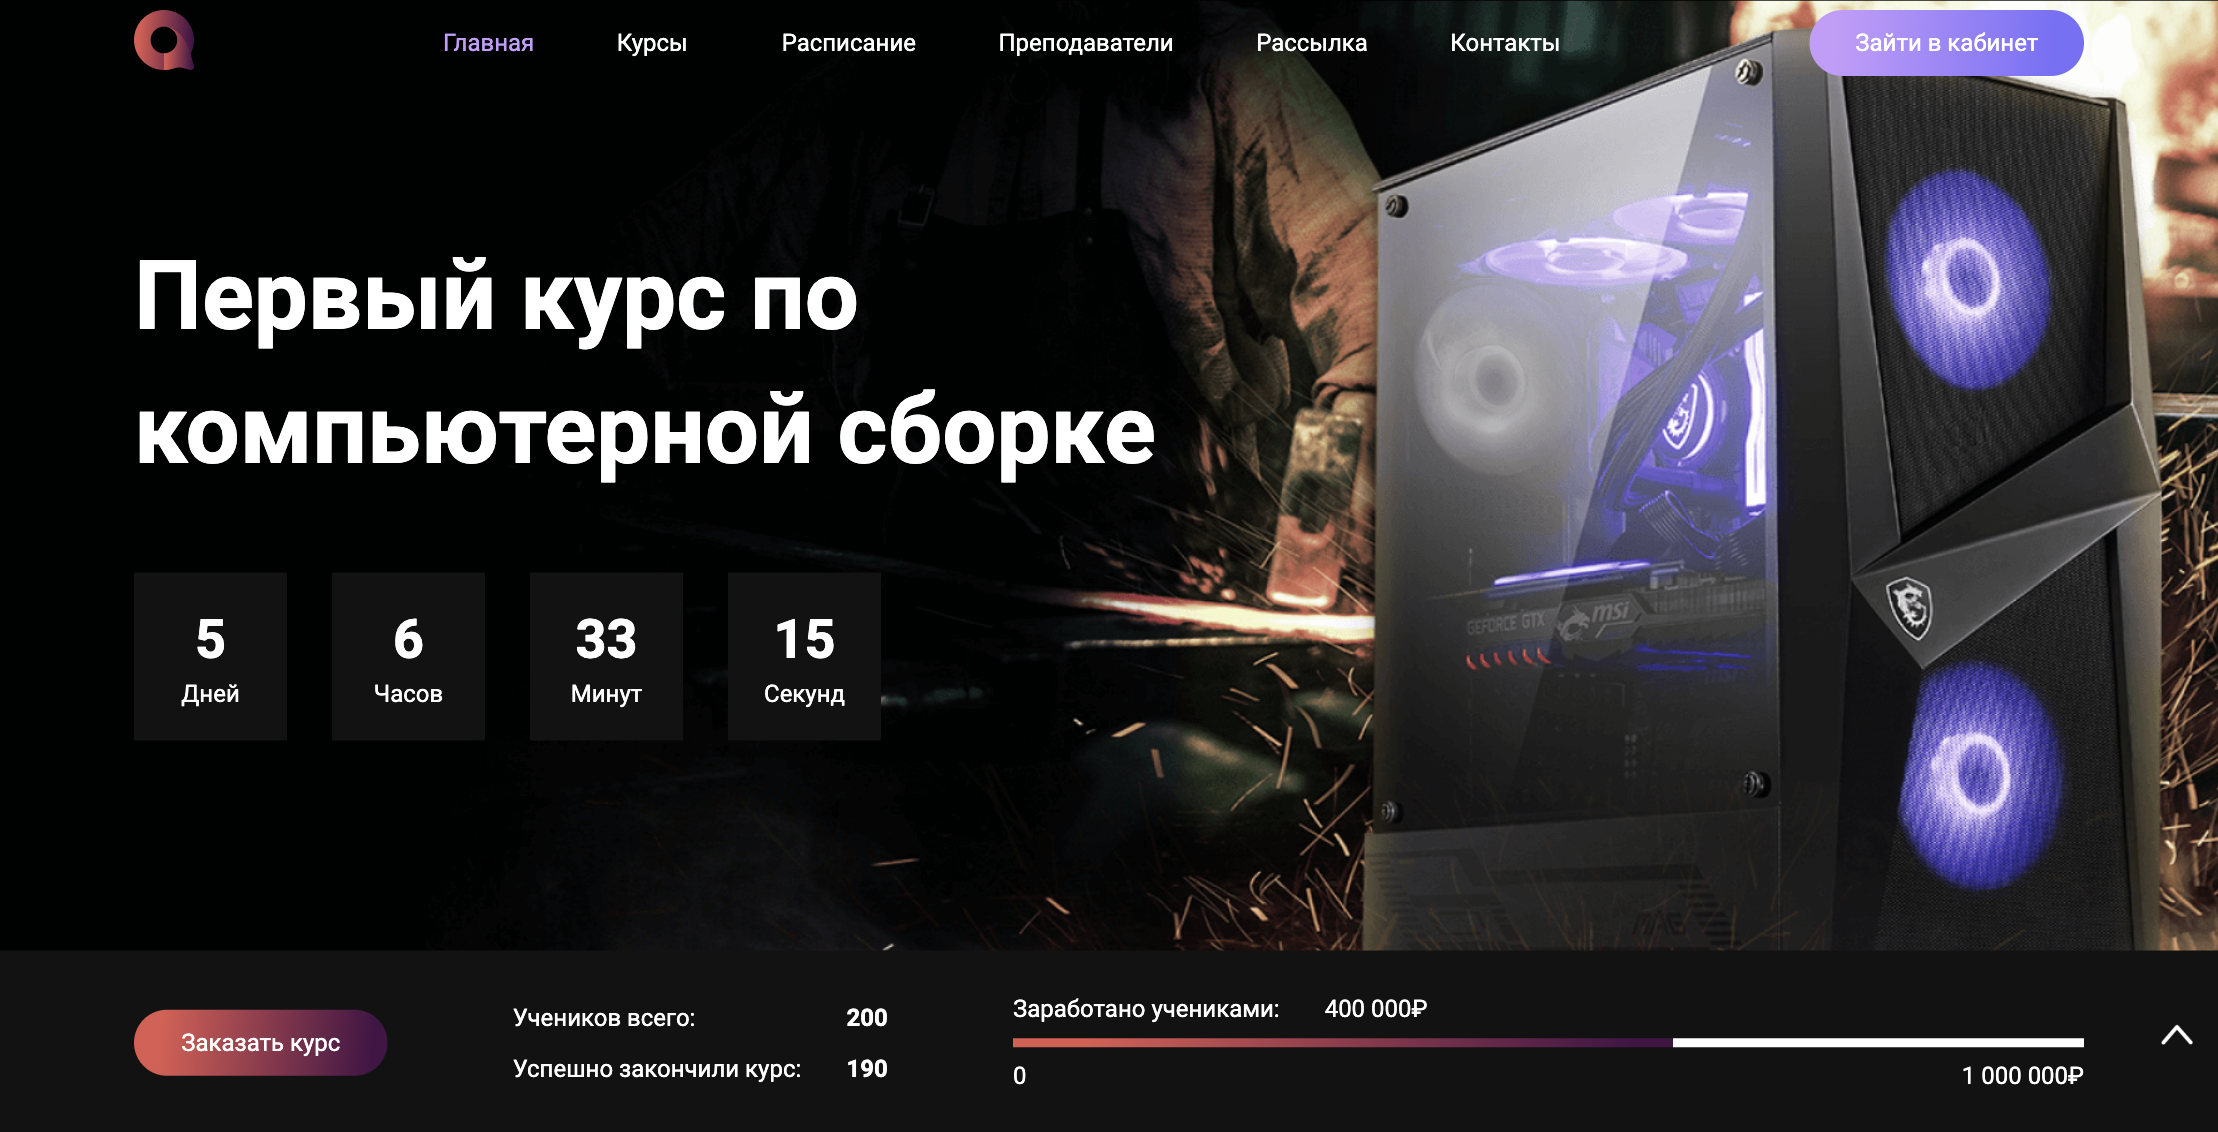 Главная Курсы Расписание Преподаватели Рассылка Контакты Зайти в кабинет
Первый курс по
компьютерной сборке
5 6 33 15
Дней Часов Минут Секунд
GEFORCE GTX msi
Заказать курс
Учеников всего: 200
Успешно закончили курс: 190
Заработано учениками: 400 000₽
0 1 000 000₽